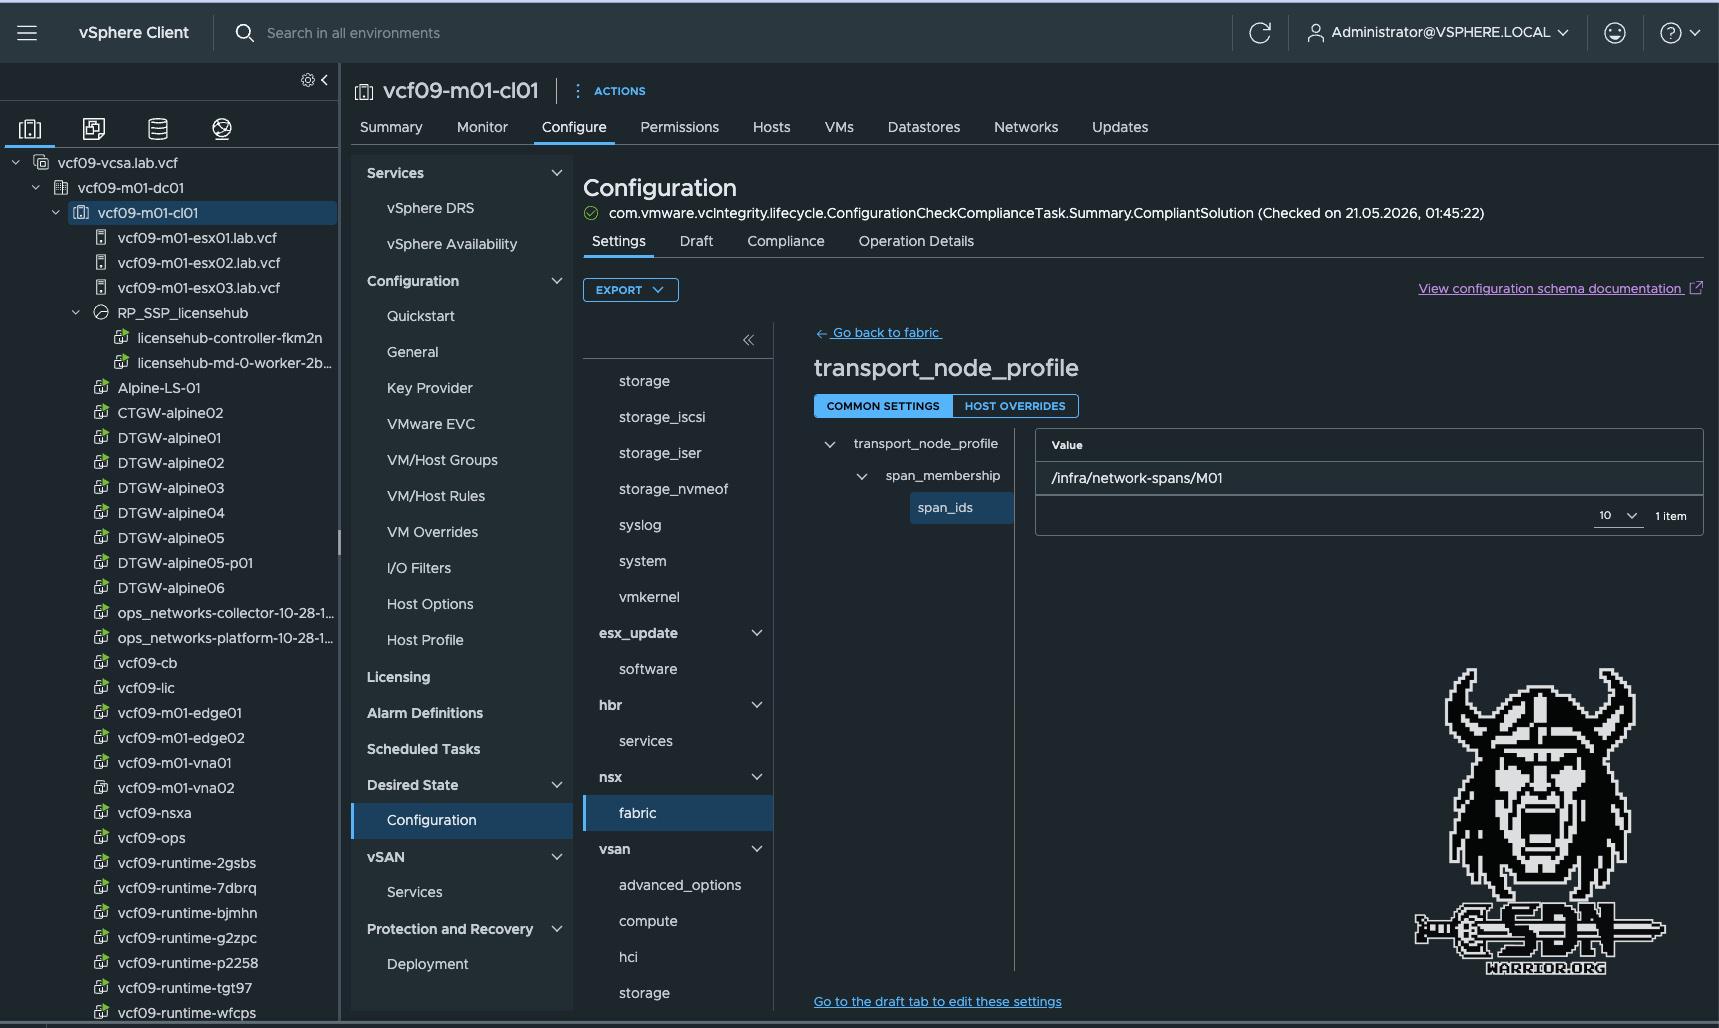 vSphere Client
Search in all environments
Administrator@VSPHERE.LOCAL
vcf09-m01-cl01
ACTIONS
Summary
Monitor
Configure
Permissions
Hosts
VMs
Datastores
Networks
Updates
vcf09-vcsa.lab.vcf
vcf09-m01-dc01
vcf09-m01-cl01
vcf09-m01-esx01.lab.vcf
vcf09-m01-esx02.lab.vcf
vcf09-m01-esx03.lab.vcf
RP_SSP_licensehub
licensehub-controller-fkm2n
licensehub-md-0-worker-2b...
Alpine-LS-01
CTGW-alpine02
DTGW-alpine01
DTGW-alpine02
DTGW-alpine03
DTGW-alpine04
DTGW-alpine05
DTGW-alpine05-p01
DTGW-alpine06
ops_networks-collector-10-28-1...
ops_networks-platform-10-28-1...
vcf09-cb
vcf09-lic
vcf09-m01-edge01
vcf09-m01-edge02
vcf09-m01-vna01
vcf09-m01-vna02
vcf09-nsxa
vcf09-ops
vcf09-runtime-2gsbs
vcf09-runtime-7dbrq
vcf09-runtime-bjmhn
vcf09-runtime-g2zpc
vcf09-runtime-p2258
vcf09-runtime-tgt97
vcf09-runtime-wfcps
Services
vSphere DRS
vSphere Availability
Configuration
Quickstart
General
Key Provider
VMware EVC
VM/Host Groups
VM/Host Rules
VM Overrides
I/O Filters
Host Options
Host Profile
Licensing
Alarm Definitions
Scheduled Tasks
Desired State
Configuration
vSAN
Services
Protection and Recovery
Deployment
Configuration
com.vmware.vcIntegrity.lifecycle.ConfigurationCheckComplianceTask.Summary.CompliantSolution (Checked on 21.05.2026, 01:45:22)
Settings
Draft
Compliance
Operation Details
EXPORT
View configuration schema documentation
storage
storage_iscsi
storage_iser
storage_nvmeof
syslog
system
vmkernel
esx_update
software
hbr
services
nsx
fabric
vsan
advanced_options
compute
hci
storage
Go back to fabric
transport_node_profile
COMMON SETTINGS
HOST OVERRIDES
transport_node_profile
span_membership
span_ids
Value
/infra/network-spans/M01
10
1 item
Go to the draft tab to edit these settings
SDN
WARRIOR.ORG